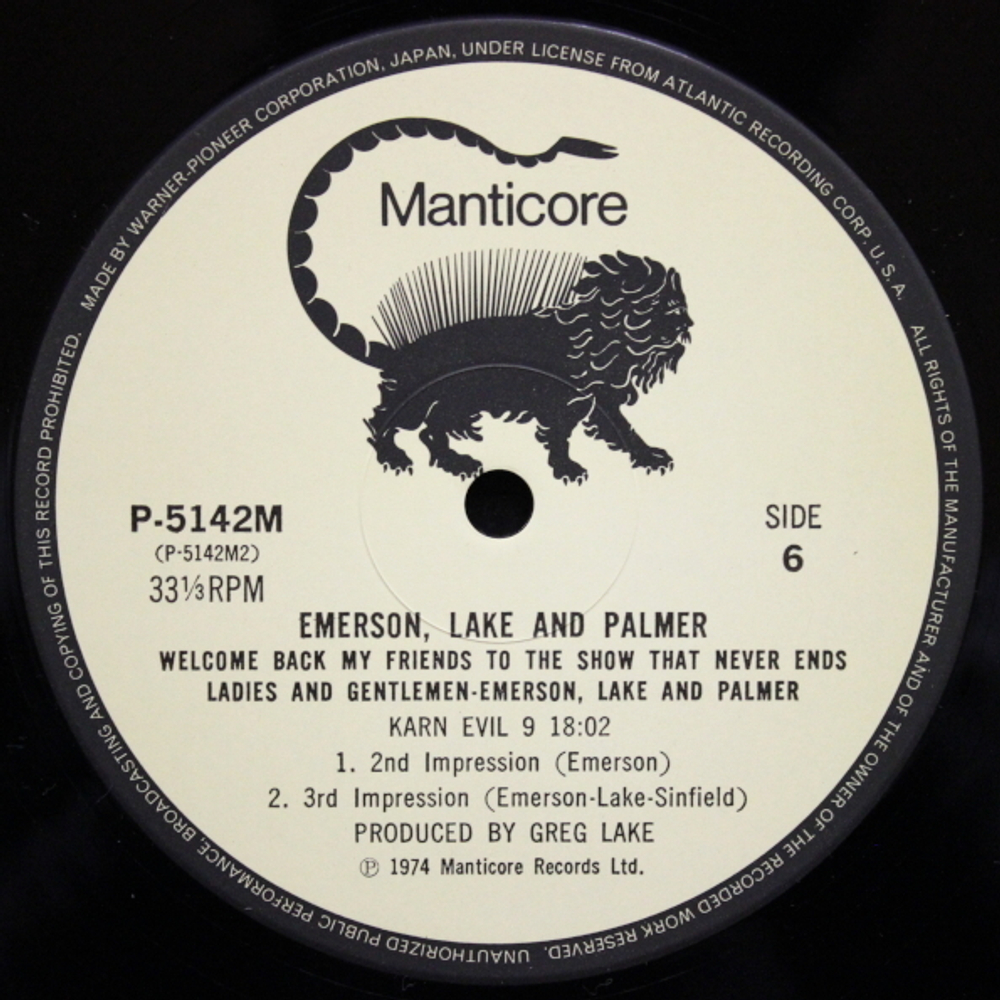 MADE BY WARNER-PIONEER CORPORATION, JAPAN, UNDER LICENSE FROM ATLANTIC RECORDING CORP. U.S.A.
ALL RIGHTS OF THE MANUFACTURER AND OF THE OWNER OF THE RECORDED WORK RESERVED.
UNAUTHORIZED PUBLIC PERFORMANCE, BROADCASTING AND COPYING OF THIS RECORD PROHIBITED.
Manticore
P-5142M
(P-5142M2)
33⅓RPM
SIDE
6
EMERSON, LAKE AND PALMER
WELCOME BACK MY FRIENDS TO THE SHOW THAT NEVER ENDS
LADIES AND GENTLEMEN-EMERSON, LAKE AND PALMER
KARN EVIL 9 18:02
1. 2nd Impression (Emerson)
2. 3rd Impression (Emerson-Lake-Sinfield)
PRODUCED BY GREG LAKE
℗ 1974 Manticore Records Ltd.